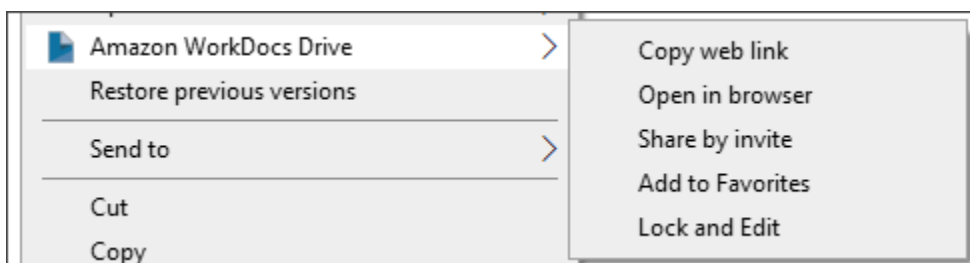 Amazon WorkDocs Drive
Restore previous versions
Send to
Cut
Copy
Copy web link
Open in browser
Share by invite
Add to Favorites
Lock and Edit